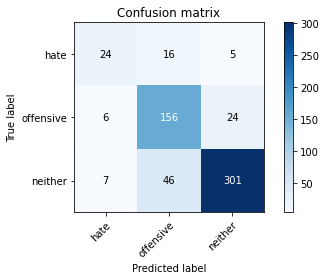 Confusion matrix
True label
hate
24 16 5
offensive
6 156 24
neither
7 46 301
hate
offensive
neither
Predicted label
300
250
200
150
100
50